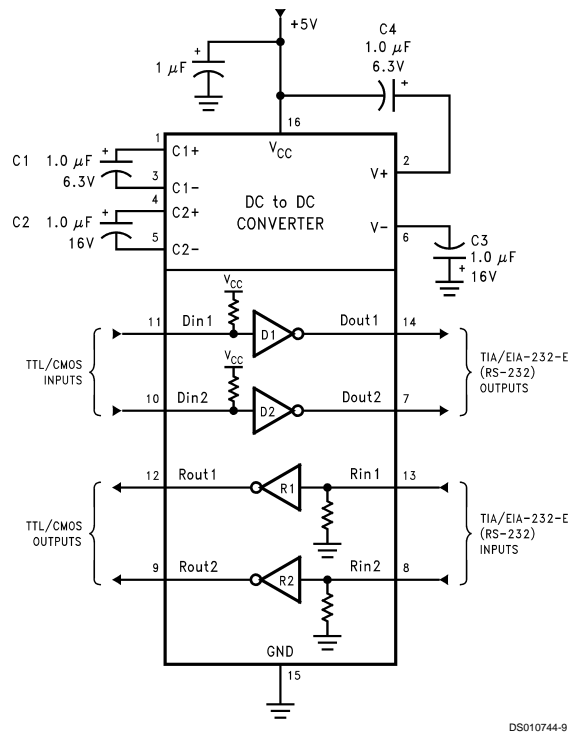 +5V
+
1 μF
C4
1.0 μF
6.3V
+
16
VCC
C1 1.0 μF
6.3V
+
1
C1+
3
C1-
C2 1.0 μF
16V
+
4
C2+
5
C2-
DC to DC
CONVERTER
2
V+
V-
6
C3
1.0 μF
+
16V
VCC
11
Din1
D1
Dout1
14
TTL/CMOS
INPUTS
VCC
10
Din2
D2
Dout2
7
TIA/EIA-232-E
(RS-232)
OUTPUTS
12
Rout1
R1
Rin1
13
TTL/CMOS
OUTPUTS
9
Rout2
R2
Rin2
8
TIA/EIA-232-E
(RS-232)
INPUTS
GND
15
DS010744-9